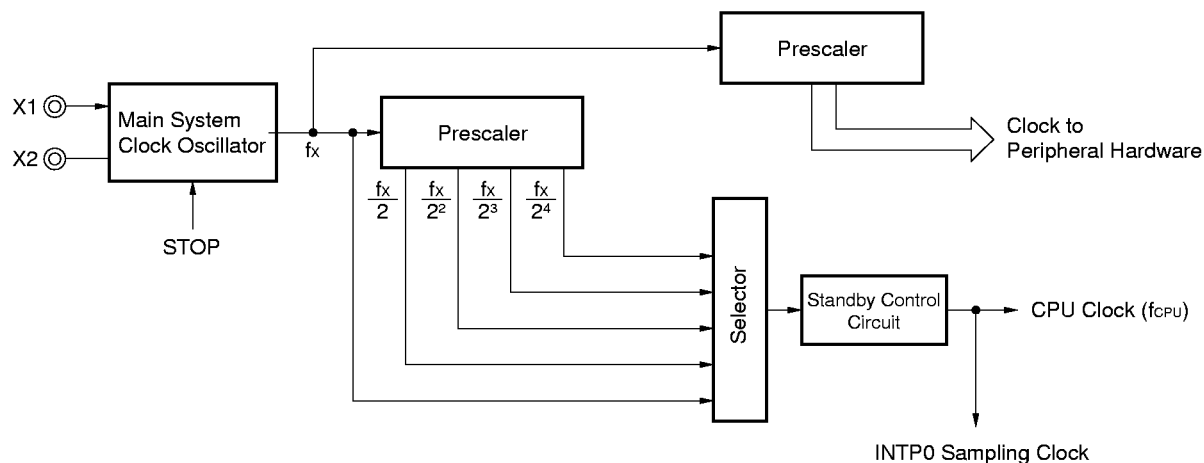 Prescaler
X1
X2
Main System
Clock Oscillator
fX
Prescaler
Clock to
Peripheral Hardware
fX/2 fX/2² fX/2³ fX/2⁴
STOP
Selector
Standby Control
Circuit
CPU Clock (fCPU)
INTP0 Sampling Clock